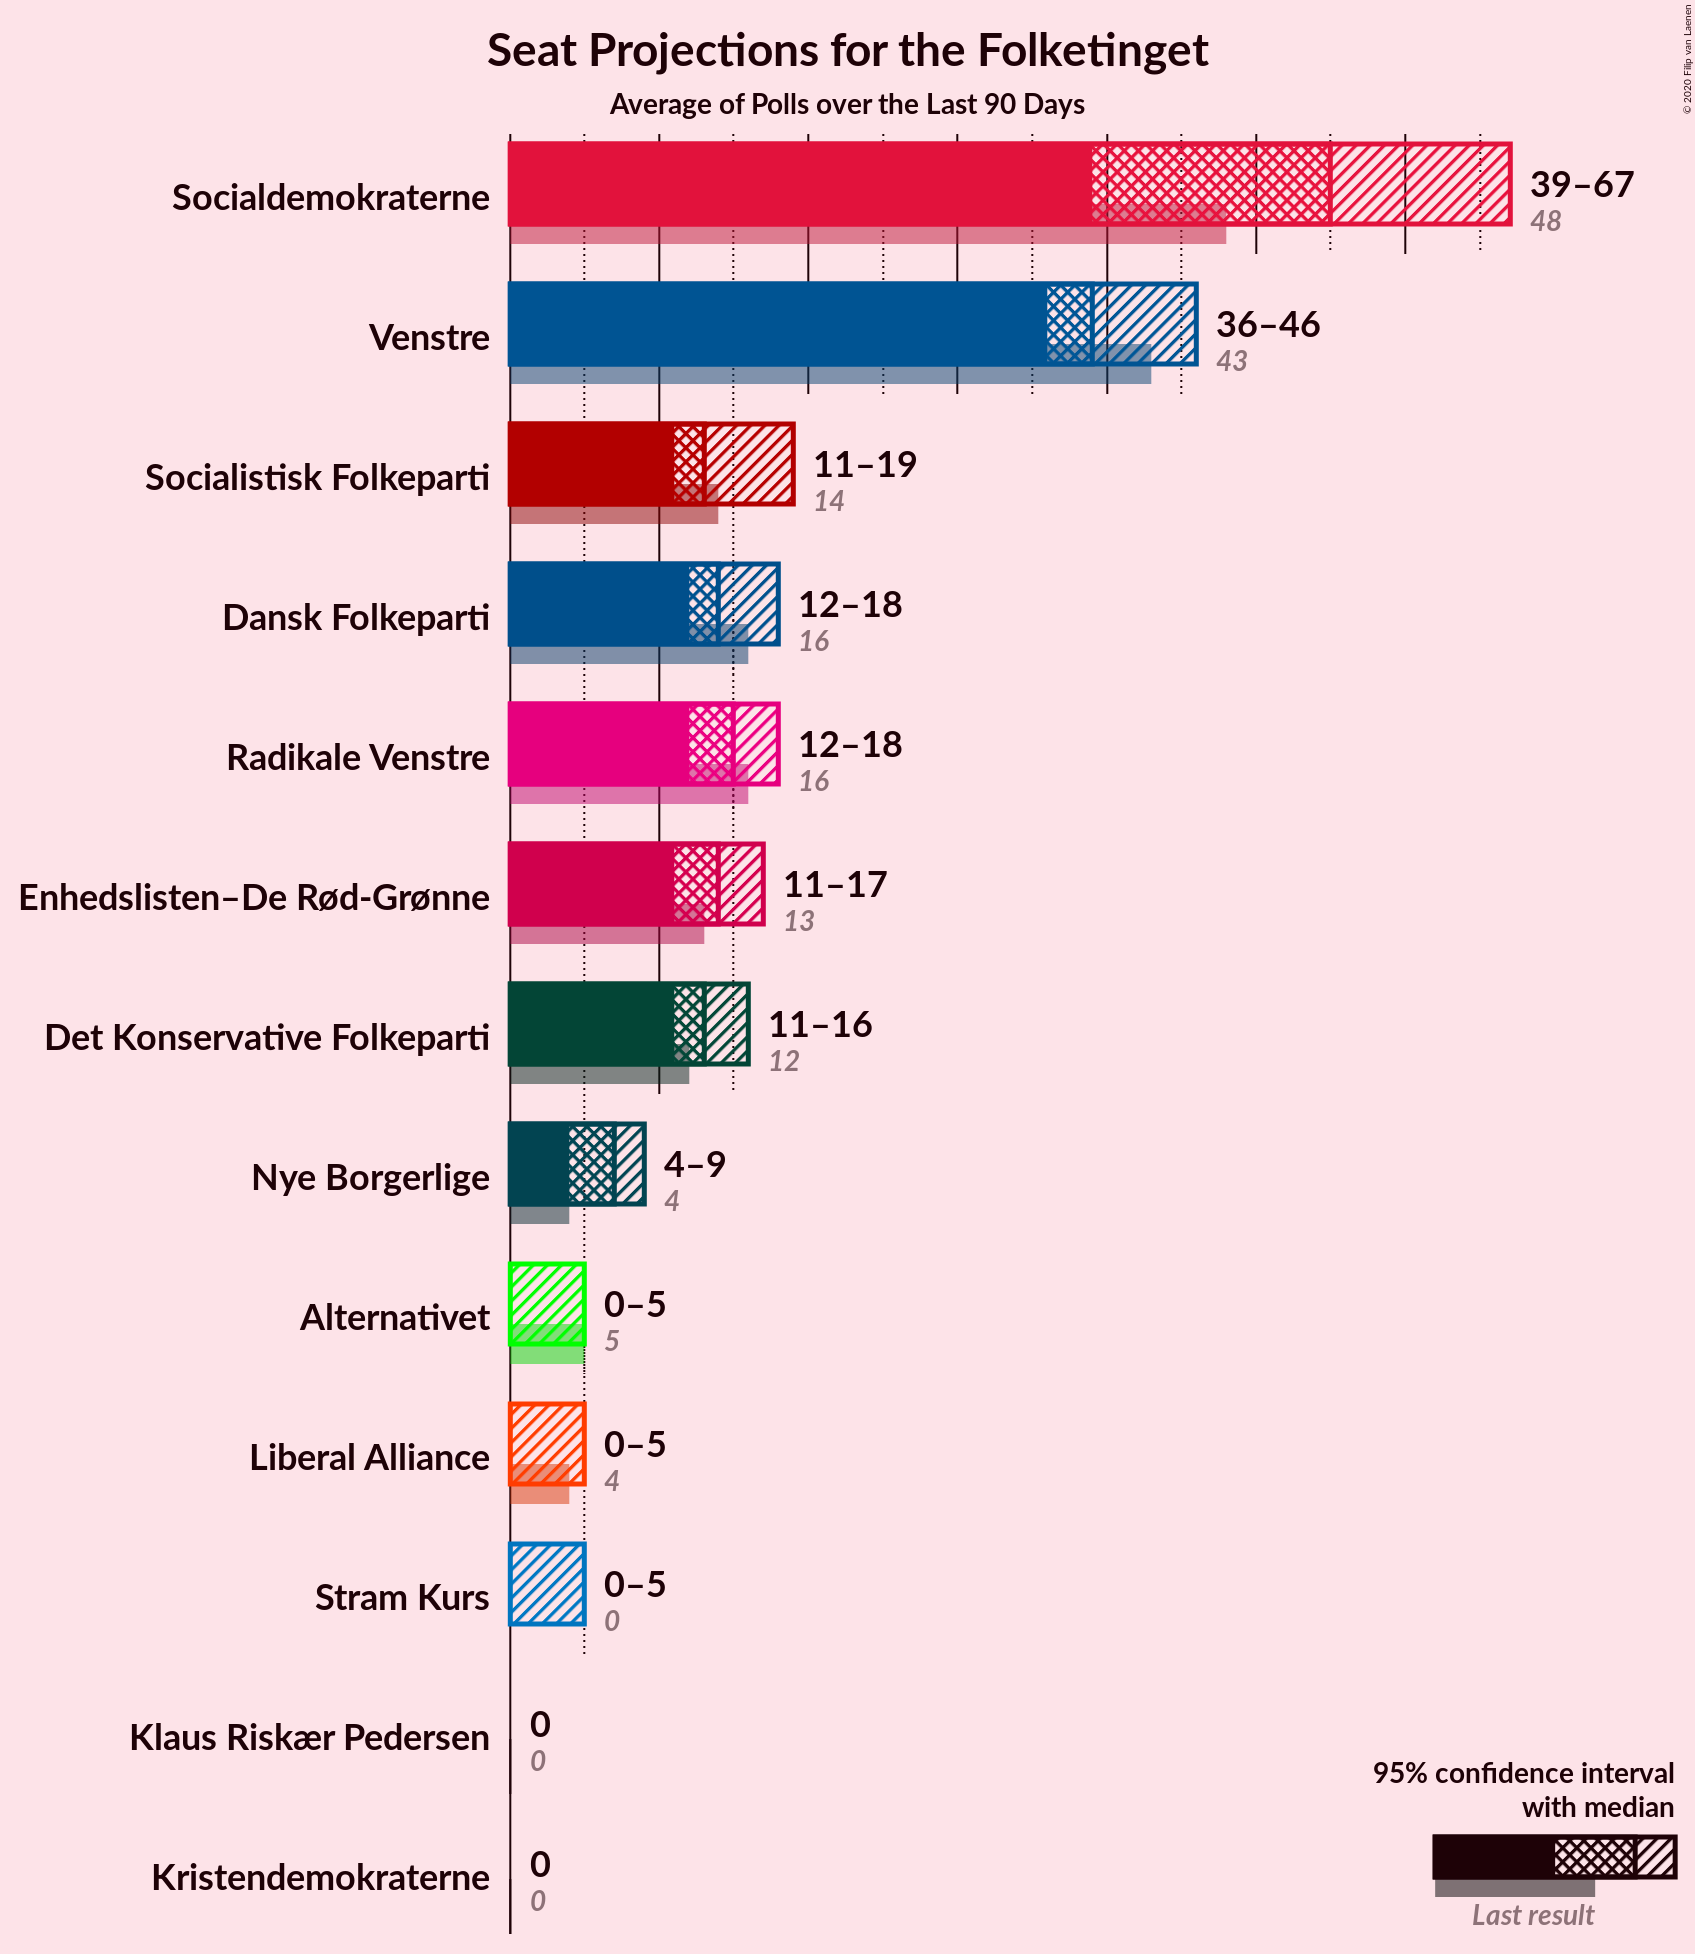 Seat Projections for the Folketinget
Average of Polls over the Last 90 Days
© 2020 Filip van Laenen
Socialdemokraterne
39–67
48
Venstre
36–46
43
Socialistisk Folkeparti
11–19
14
Dansk Folkeparti
12–18
16
Radikale Venstre
12–18
16
Enhedslisten–De Rød-Grønne
11–17
13
Det Konservative Folkeparti
11–16
12
Nye Borgerlige
4–9
4
Alternativet
0–5
5
Liberal Alliance
0–5
4
Stram Kurs
0–5
0
Klaus Riskær Pedersen
0
0
Kristendemokraterne
0
0
95% confidence interval
with median
Last result